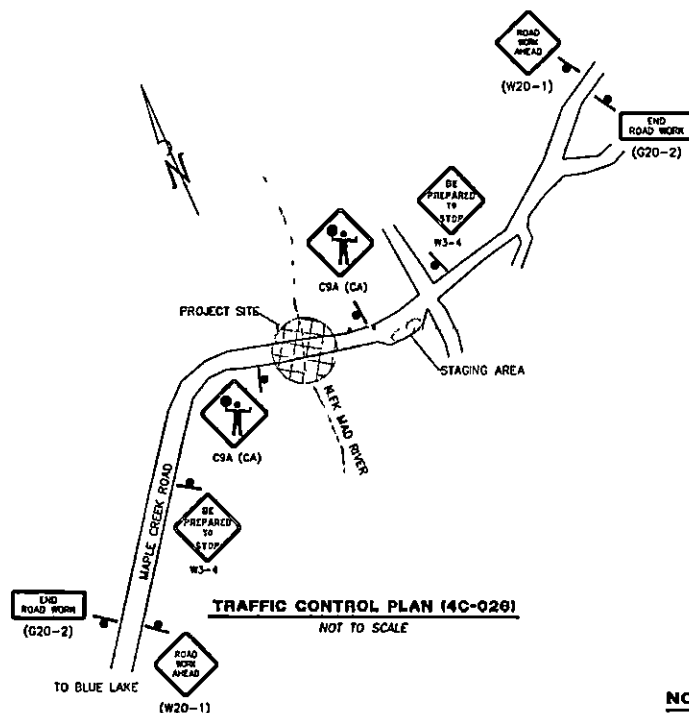 ROAD
WORK
AHEAD
(W20-1)
END
ROAD WORK
(G20-2)
N
BE
PREPARED
TO
STOP
W3-4
C9A (CA)
PROJECT SITE
STAGING AREA
N.FK MAD RIVER
C9A (CA)
MAPLE CREEK ROAD
BE
PREPARED
TO
STOP
W3-4
END
ROAD WORK
(G20-2)
TRAFFIC CONTROL PLAN (4C-026)
NOT TO SCALE
ROAD
WORK
AHEAD
TO BLUE LAKE
(W20-1)
NO